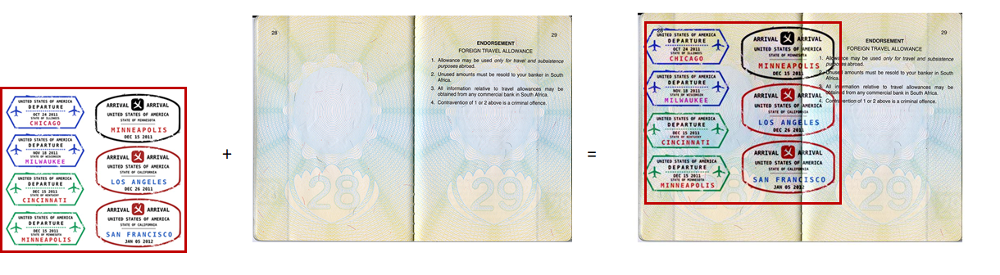 UNITED STATES OF AMERICA
DEPARTURE
OCT 24 2011
STATE OF ILLINOIS
CHICAGO
UNITED STATES OF AMERICA
DEPARTURE
NOV 18 2011
STATE OF WISCONSIN
MILWAUKEE
UNITED STATES OF AMERICA
DEPARTURE
DEC 15 2011
STATE OF KENTUCKY
CINCINNATI
UNITED STATES OF AMERICA
DEPARTURE
DEC 15 2011
STATE OF MINNESOTA
MINNEAPOLIS
ARRIVAL ARRIVAL
UNITED STATES OF AMERICA
STATE OF MINNESOTA
MINNEAPOLIS
DEC 15 2011
ARRIVAL ARRIVAL
UNITED STATES OF AMERICA
STATE OF CALIFORNIA
LOS ANGELES
DEC 26 2011
ARRIVAL ARRIVAL
UNITED STATES OF AMERICA
STATE OF CALIFORNIA
SAN FRANCISCO
JAN 05 2012
+
28
28
29
ENDORSEMENT
FOREIGN TRAVEL ALLOWANCE
1. Allowance may be used only for travel and subsistence
purposes abroad.
2. Unused amounts must be resold to your banker in South
Africa.
3. All information relative to travel allowances may be
obtained from any commercial bank in South Africa.
4. Contravention of 1 or 2 above is a criminal offence.
29
=
28
UNITED STATES OF AMERICA
DEPARTURE
OCT 24 2011
STATE OF ILLINOIS
CHICAGO
UNITED STATES OF AMERICA
DEPARTURE
NOV 18 2011
STATE OF WISCONSIN
MILWAUKEE
UNITED STATES OF AMERICA
DEPARTURE
DEC 15 2011
STATE OF KENTUCKY
CINCINNATI
UNITED STATES OF AMERICA
DEPARTURE
DEC 15 2011
STATE OF MINNESOTA
MINNEAPOLIS
ARRIVAL ARRIVAL
UNITED STATES OF AMERICA
STATE OF MINNESOTA
MINNEAPOLIS
DEC 15 2011
ARRIVAL ARRIVAL
UNITED STATES OF AMERICA
STATE OF CALIFORNIA
LOS ANGELES
DEC 26 2011
ARRIVAL ARRIVAL
UNITED STATES OF AMERICA
STATE OF CALIFORNIA
SAN FRANCISCO
JAN 05 2012
28
29
ENDORSEMENT
FOREIGN TRAVEL ALLOWANCE
1. Allowance may be used only for travel and subsistence
purposes abroad.
2. Unused amounts must be resold to your banker in South
Africa.
3. All information relative to travel allowances may be
obtained from any commercial bank in South Africa.
4. Contravention of 1 or 2 above is a criminal offence.
29